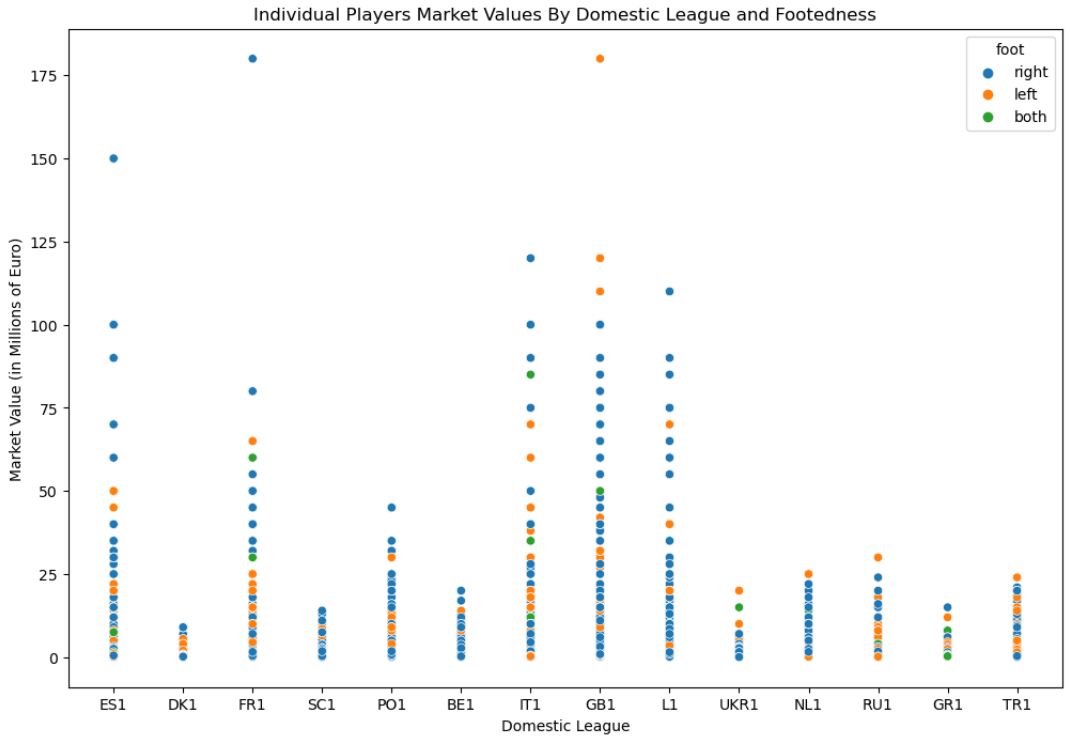 Individual Players Market Values By Domestic League and Footedness
foot
right
left
both
Market Value (in Millions of Euro)
175
150
125
100
75
50
25
0
ES1 DK1 FR1 SC1 PO1 BE1 IT1 GB1 L1 UKR1 NL1 RU1 GR1 TR1
Domestic League